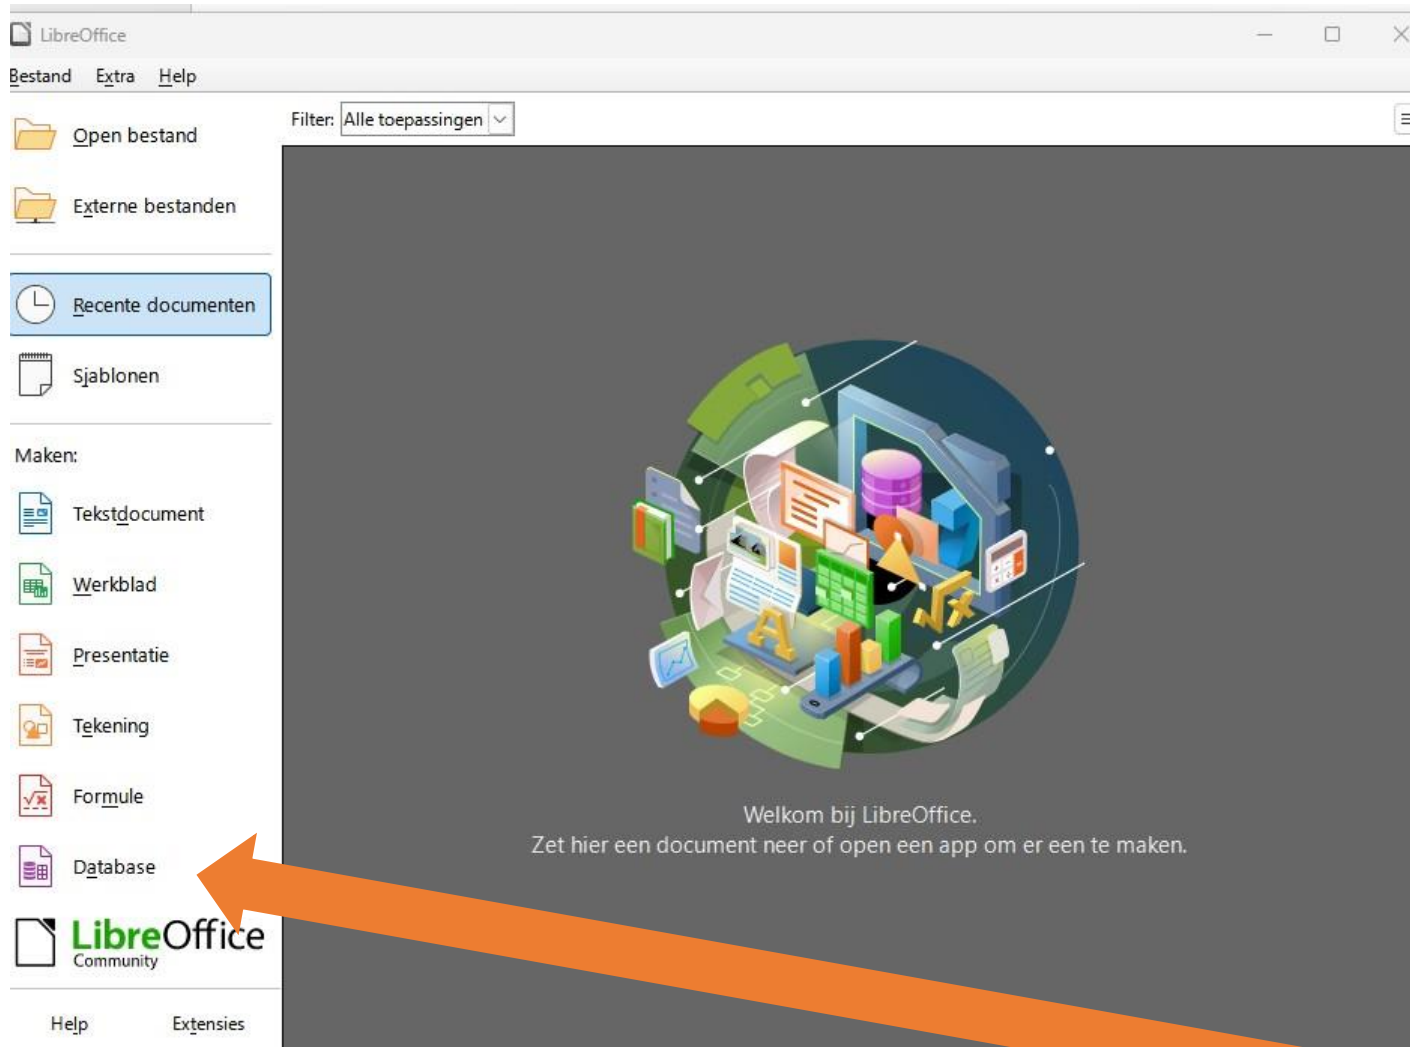 LibreOffice
Bestand Extra Help
Open bestand
Filter: Alle toepassingen
Externe bestanden
Recente documenten
Sjablonen
Maken:
Tekstdocument
Werkblad
Presentatie
Tekening
Formule
Database
LibreOffice
Community
Help Extensies
Welkom bij LibreOffice.
Zet hier een document neer of open een app om er een te maken.